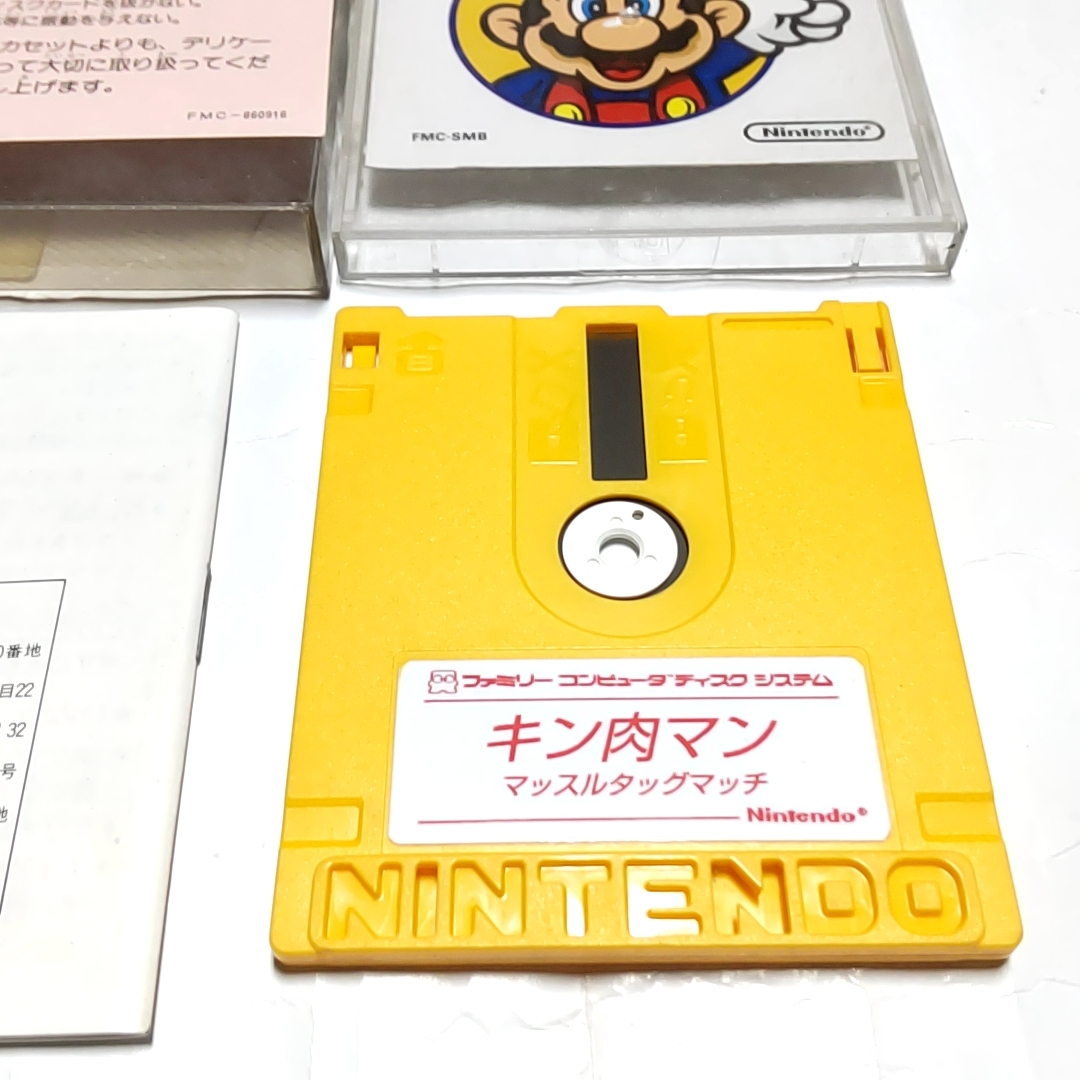 スクカードを抜かない。
等に振動を与えない。
カセットよりも、デリケー
って大切に取り扱ってくだ
し上げます。
FMC-860916
FMC-SMB
Nintendo®
番地
目22
32
号
地
ファミリー コンピュータ ディスク システム
キン肉マン
マッスルタッグマッチ
Nintendo®
NINTENDO